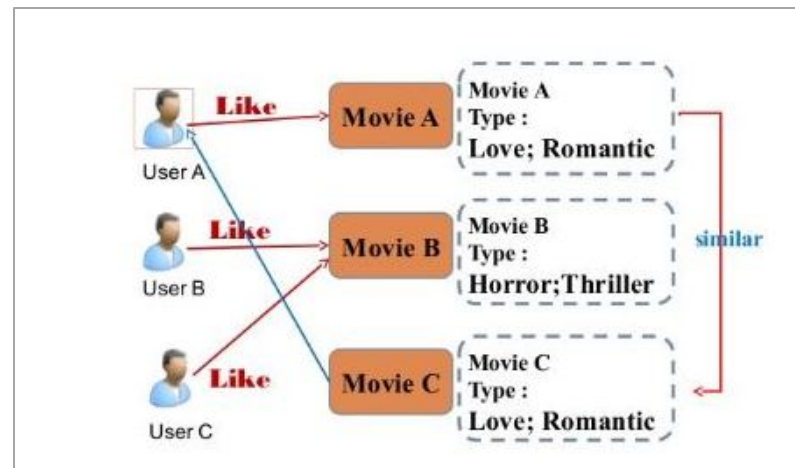 Like
Movie A
Movie A
Type :
Love; Romantic
User A
similar
Like
Movie B
Movie B
Type :
Horror;Thriller
User B
Like
Movie C
Movie C
Type :
Love; Romantic
User C